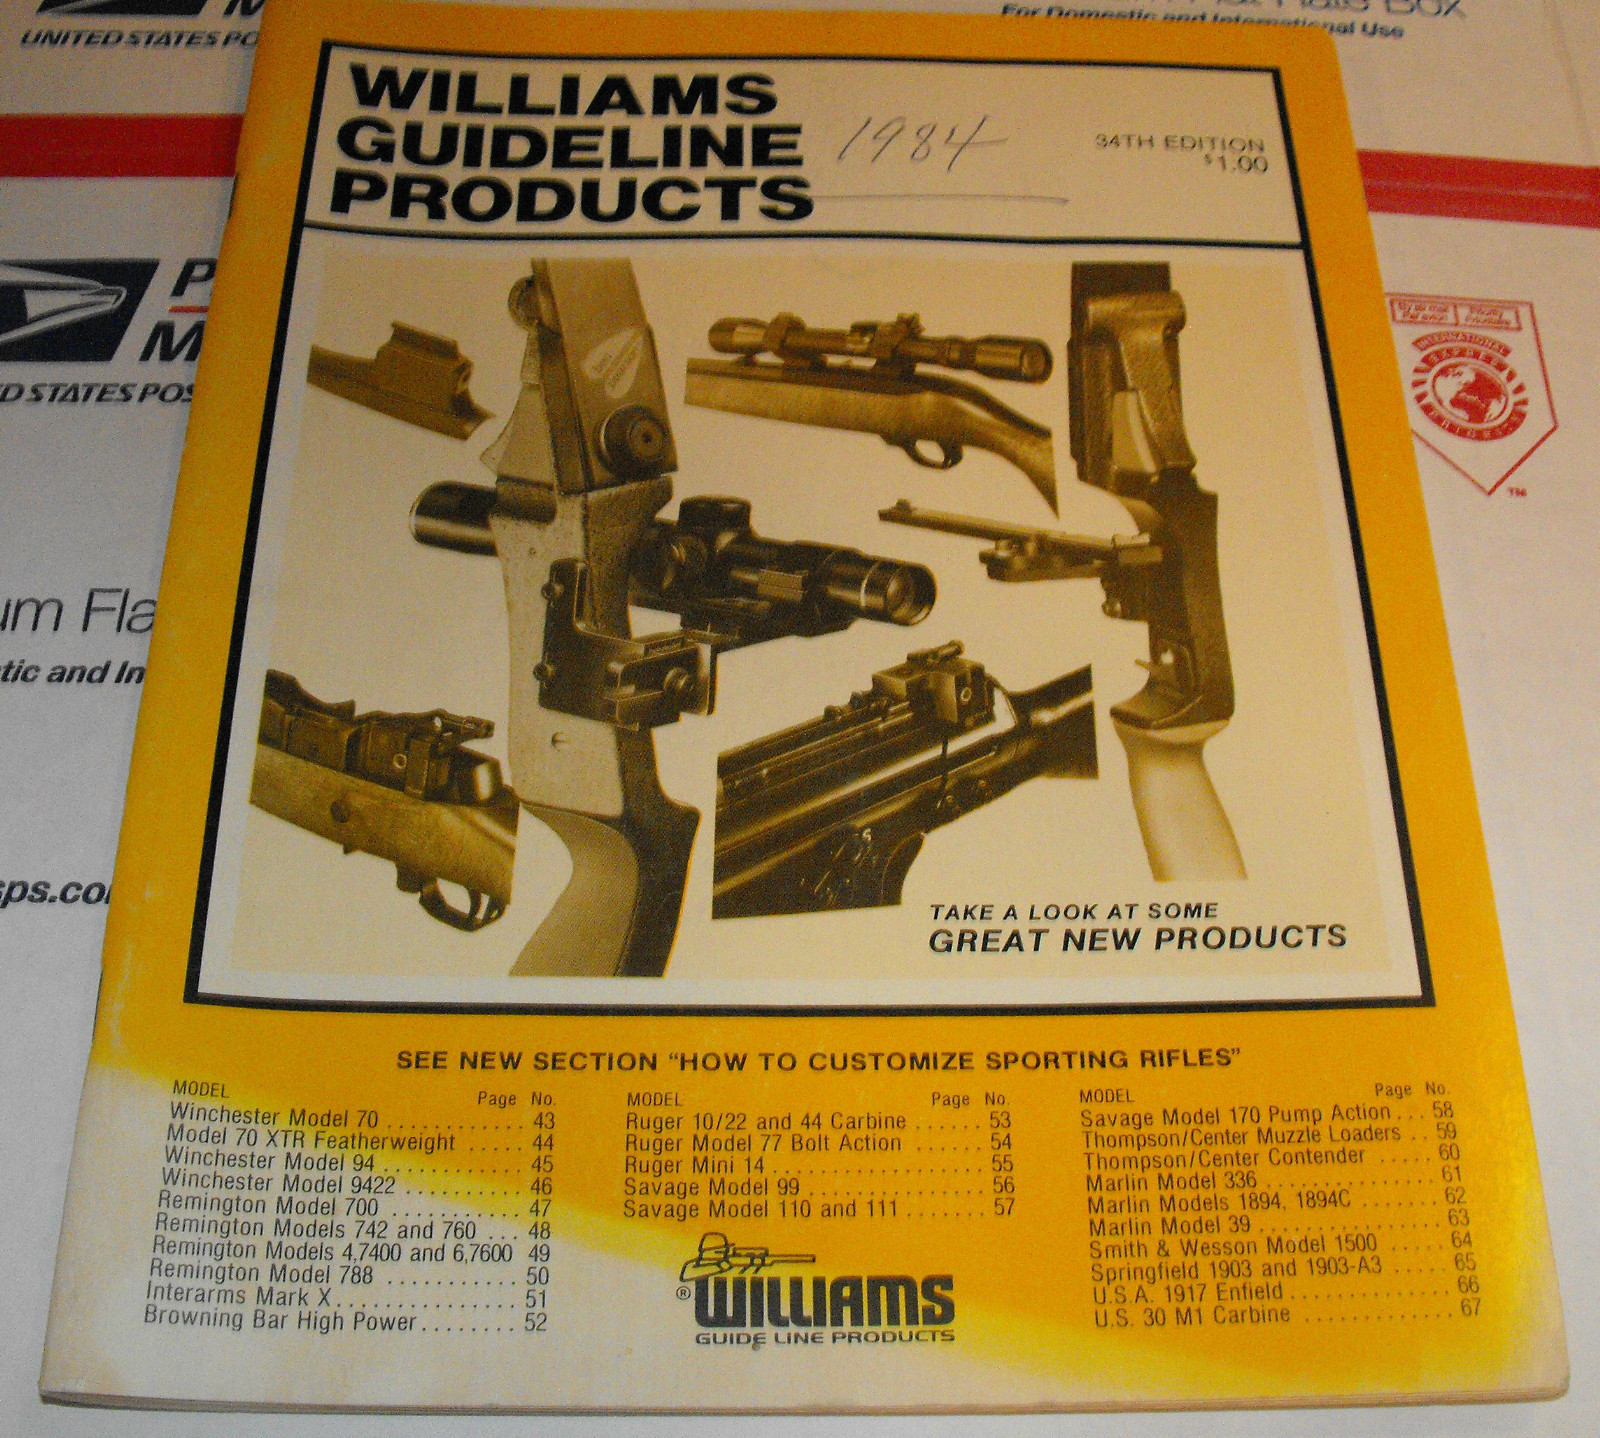 UNITED STATES PO
For Domestic and International Use
WILLIAMS
GUIDELINE
PRODUCTS
1984
34TH EDITION
$1.00
D STATES POS
um Fla
tic and In
sps.co
INTERNATIONAL
TM
TAKE A LOOK AT SOME
GREAT NEW PRODUCTS
SEE NEW SECTION "HOW TO CUSTOMIZE SPORTING RIFLES"
MODEL Page No.
Winchester Model 70 ............ 43
Model 70 XTR Featherweight ..... 44
Winchester Model 94 ............. 45
Winchester Model 9422 .......... 46
Remington Model 700 ............ 47
Remington Models 742 and 760 ... 48
Remington Models 4,7400 and 6,7600 49
Remington Model 788 ............ 50
Interarms Mark X ................ 51
Browning Bar High Power ........ 52
MODEL Page No.
Ruger 10/22 and 44 Carbine ...... 53
Ruger Model 77 Bolt Action ...... 54
Ruger Mini 14 ................... 55
Savage Model 99 ................ 56
Savage Model 110 and 111 ....... 57
® WILLIAMS
GUIDE LINE PRODUCTS
MODEL Page No.
Savage Model 170 Pump Action ... 58
Thompson/Center Muzzle Loaders .. 59
Thompson/Center Contender ..... 60
Marlin Model 336 ............... 61
Marlin Models 1894, 1894C ....... 62
Marlin Model 39 ................. 63
Smith & Wesson Model 1500 ..... 64
Springfield 1903 and 1903-A3 ..... 65
U.S.A. 1917 Enfield .............. 66
U.S. 30 M1 Carbine ............. 67